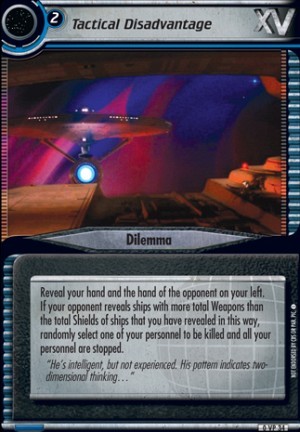 2 Tactical Disadvantage XV
Dilemma
Reveal your hand and the hand of the opponent on your left.
If your opponent reveals ships with more total Weapons than
the total Shields of ships that you have revealed in this way,
randomly select one of your personnel to be killed and all your
personnel are stopped.
"He's intelligent, but not experienced. His pattern indicates two-
dimensional thinking…"
0 VP 34